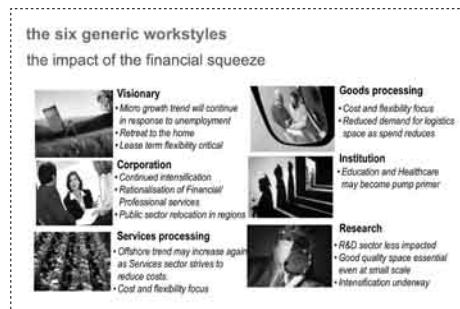 the six generic workstyles
the impact of the financial squeeze
Visionary
• Micro growth trend will continue
in response to unemployment
• Retreat to the home
• Lease term flexibility critical
Corporation
• Continued intensification
• Rationalisation of Financial/
Professional services
• Public sector relocation in regions
Services processing
• Offshore trend may increase again
as Services sector strives to
reduce costs.
• Cost and flexibility focus
Goods processing
• Cost and flexibility focus
• Reduced demand for logistics
space as spend reduces
Institution
• Education and Healthcare
may become pump primer
Research
• R&D sector less impacted
• Good quality space essential
even at small scale
• Intensification underway